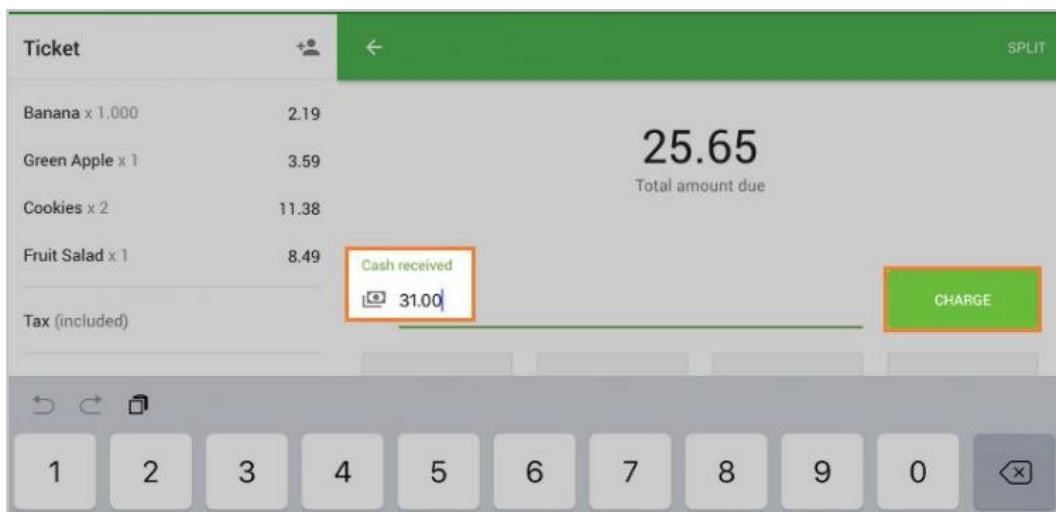 Ticket
SPLIT
Banana x 1.000 2.19
Green Apple x 1 3.59
Cookies x 2 11.38
Fruit Salad x 1 8.49
Tax (included)
25.65
Total amount due
Cash received
31.00
CHARGE
1 2 3 4 5 6 7 8 9 0